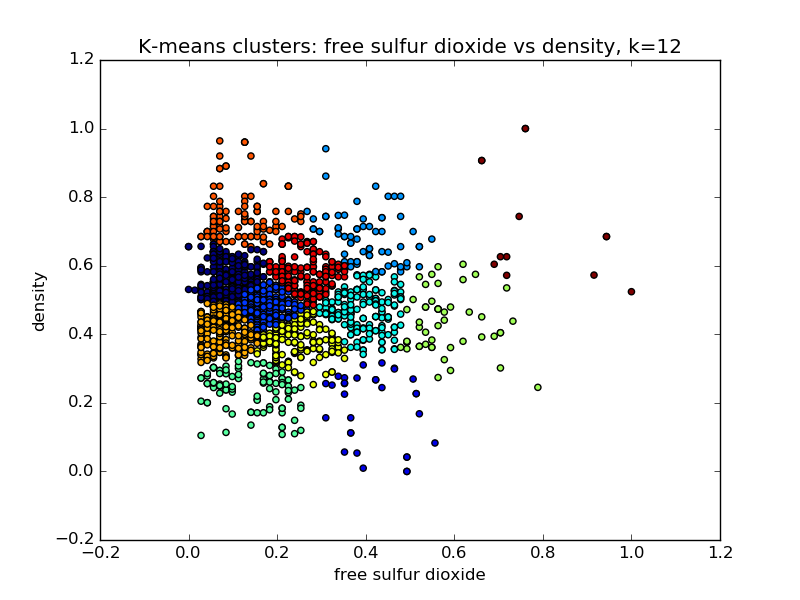 K-means clusters: free sulfur dioxide vs density, k=12
1.2
1.0
0.8
0.6
0.4
0.2
0.0
−0.2
density
−0.2 0.0 0.2 0.4 0.6 0.8 1.0 1.2
free sulfur dioxide